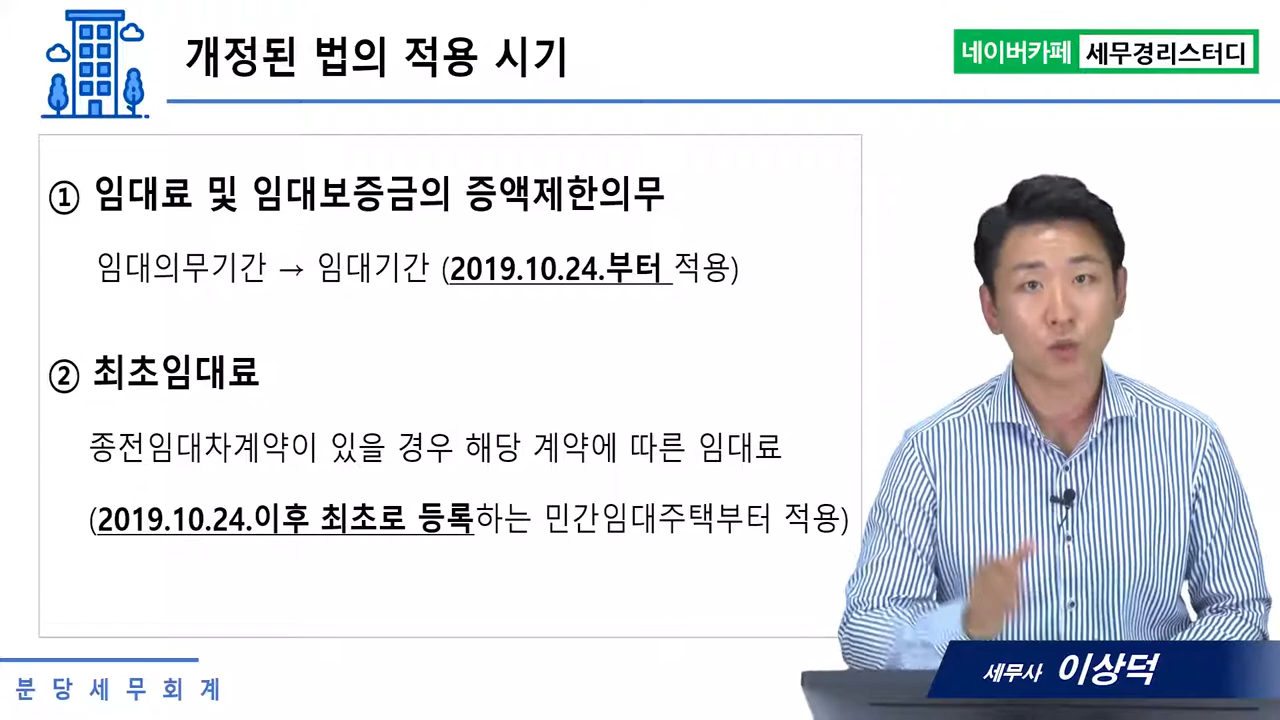 개정된 법의 적용 시기
네이버카페 세무경리스터디
① 임대료 및 임대보증금의 증액제한의무
임대의무기간 → 임대기간 (2019.10.24.부터 적용)
② 최초임대료
종전임대차계약이 있을 경우 해당 계약에 따른 임대료
(2019.10.24.이후 최초로 등록하는 민간임대주택부터 적용)
분당세무회계
세무사 이상덕